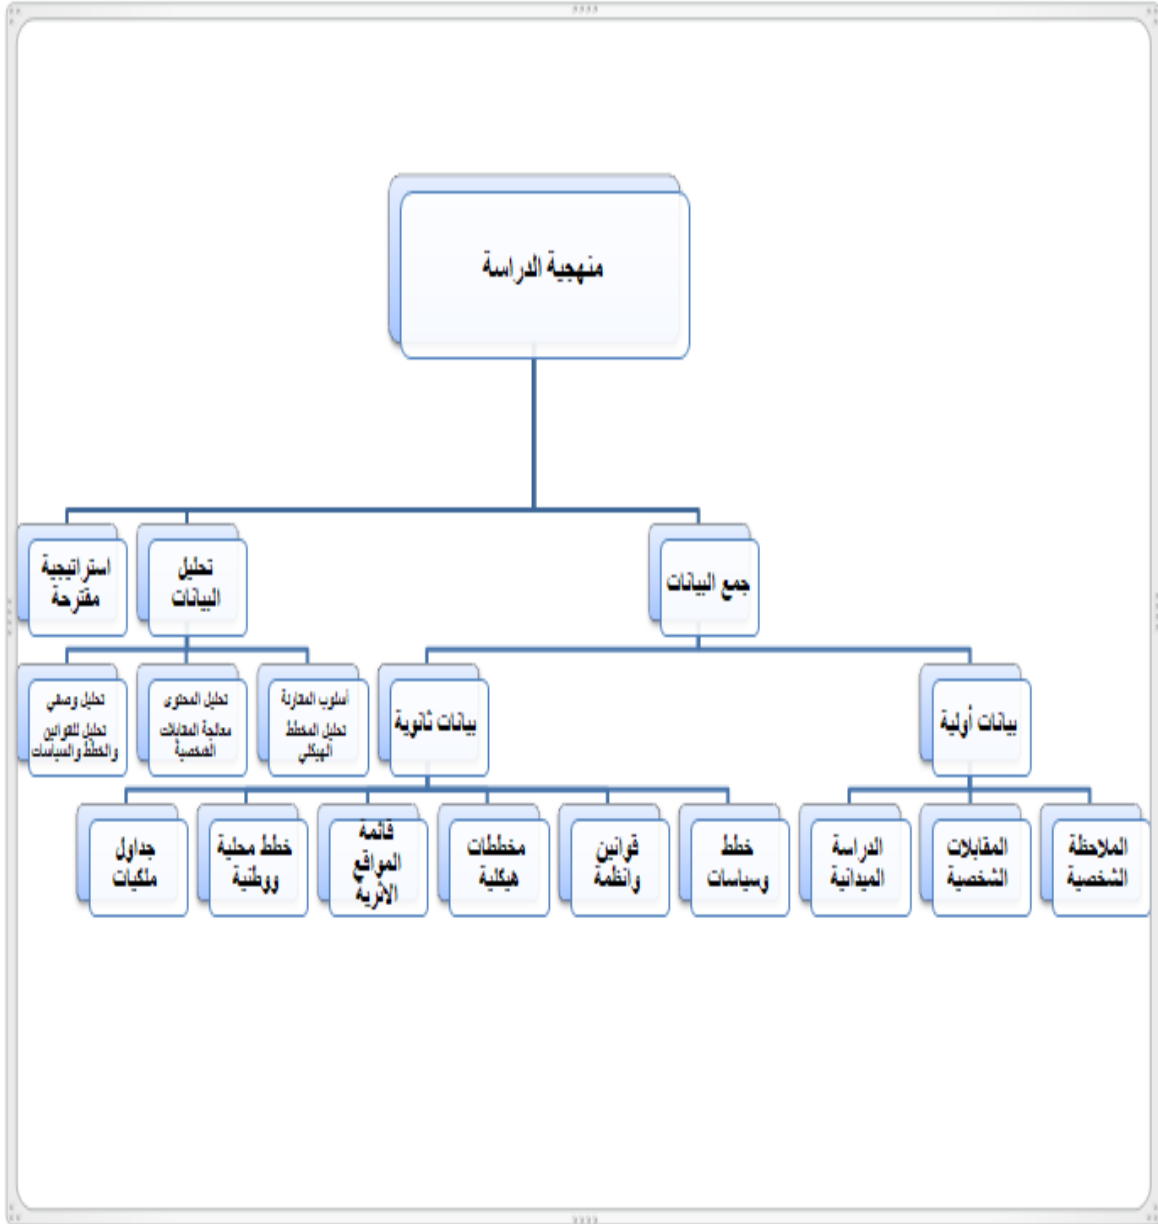 منهجية الدراسة
جمع البيانات
تحليل
البيانات
استراتيجية
مقترحة
بيانات أولية
بيانات ثانوية
أسلوب المقارنة
تحليل المخطط
الهيكلي
تحليل المحتوى
معالجة المقابلات
الشخصية
تحليل وصفي
تحليل للقوانين
والخطط والسياسات
الملاحظة
الشخصية
المقابلات
الشخصية
الدراسة
الميدانية
خطط
وسياسات
قوانين
وانظمة
مخططات
هيكلية
قائمة
المواقع
الاثرية
خطط محلية
ووطنية
جداول
ملكيات